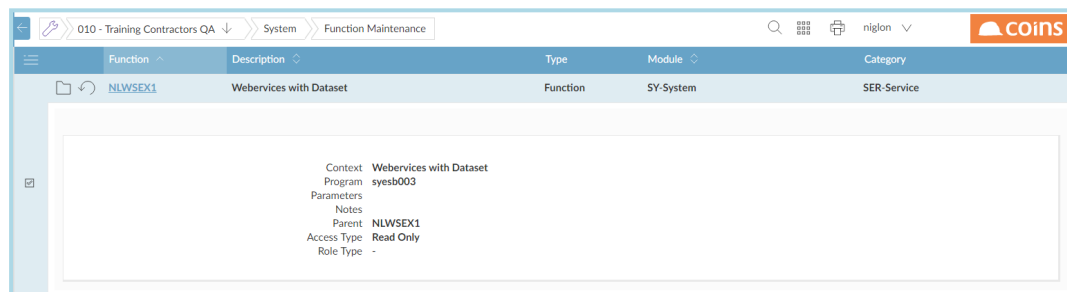 010 - Training Contractors QA System Function Maintenance niglon coins
Function Description Type Module Category
NLWSEX1 Webervices with Dataset Function SY-System SER-Service
Context Webervices with Dataset
Program syesb003
Parameters
Notes
Parent NLWSEX1
Access Type Read Only
Role Type -